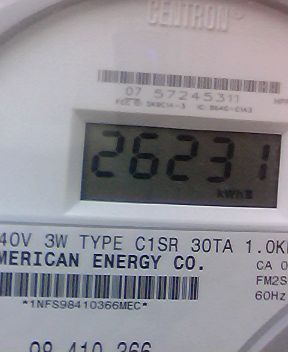 CENTRON®
07 57245311
26231
kWh
40V 3W TYPE C1SR 30TA 1.0K
MERICAN ENERGY CO.
CA 0
FM2S
60Hz
*1NFS98410366MEC*
98 410 366